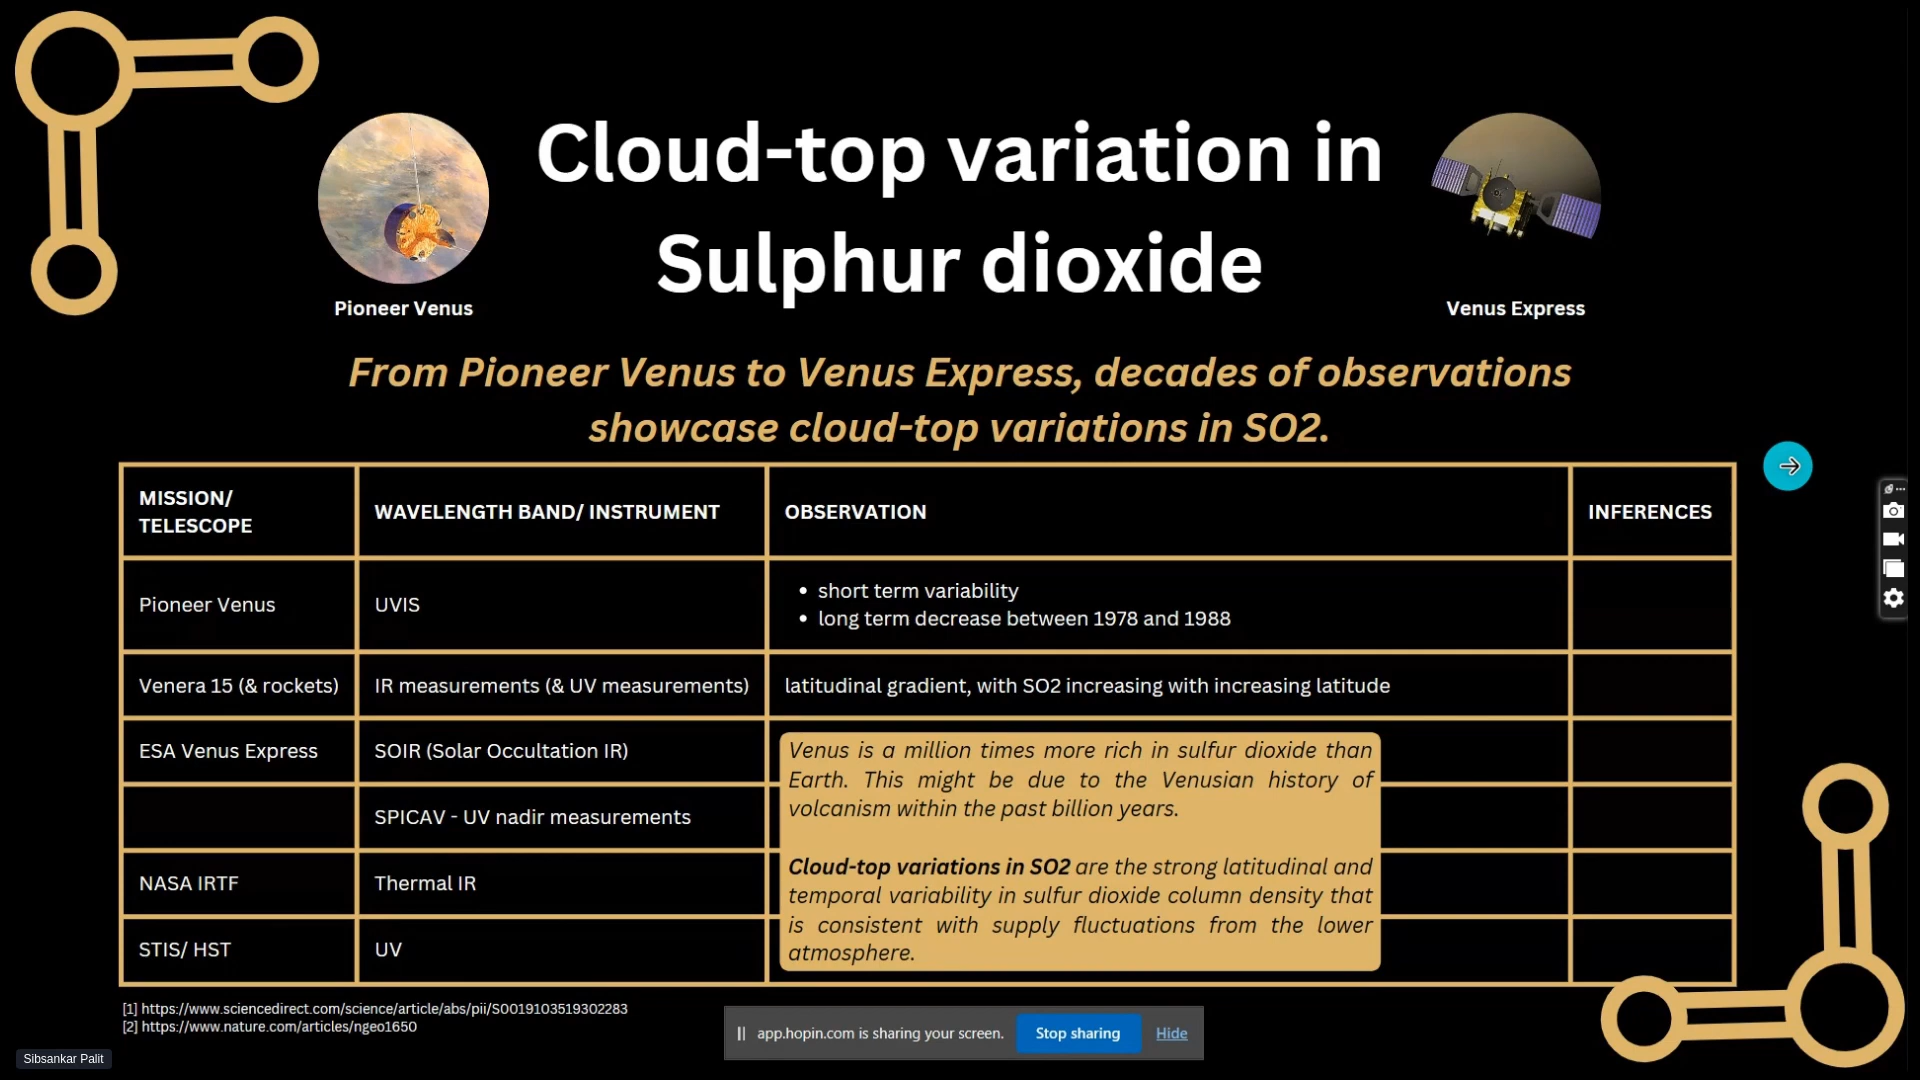 Cloud-top variation in
Sulphur dioxide
Pioneer Venus
Venus Express
From Pioneer Venus to Venus Express, decades of observations
showcase cloud-top variations in SO2.
MISSION/
TELESCOPE
WAVELENGTH BAND/ INSTRUMENT
OBSERVATION
INFERENCES
Pioneer Venus
UVIS
• short term variability
• long term decrease between 1978 and 1988
Venera 15 (& rockets)
IR measurements (& UV measurements)
latitudinal gradient, with SO2 increasing with increasing latitude
ESA Venus Express
SOIR (Solar Occultation IR)
SPICAV - UV nadir measurements
NASA IRTF
Thermal IR
STIS/ HST
UV
Venus is a million times more rich in sulfur dioxide than
Earth. This might be due to the Venusian history of
volcanism within the past billion years.
Cloud-top variations in SO2 are the strong latitudinal and
temporal variability in sulfur dioxide column density that
is consistent with supply fluctuations from the lower
atmosphere.
[1] https://www.sciencedirect.com/science/article/abs/pii/S0019103519302283
[2] https://www.nature.com/articles/ngeo1650
app.hopin.com is sharing your screen.
Stop sharing
Hide
Sibsankar Palit